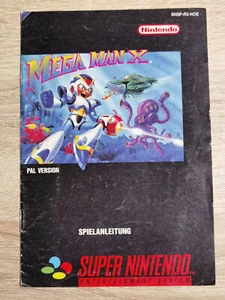 SNSP-RX-NOE
Nintendo
MEGA MAN X
PAL VERSION
SPIELANLEITUNG
SUPER NINTENDO
ENTERTAINMENT SYSTEM